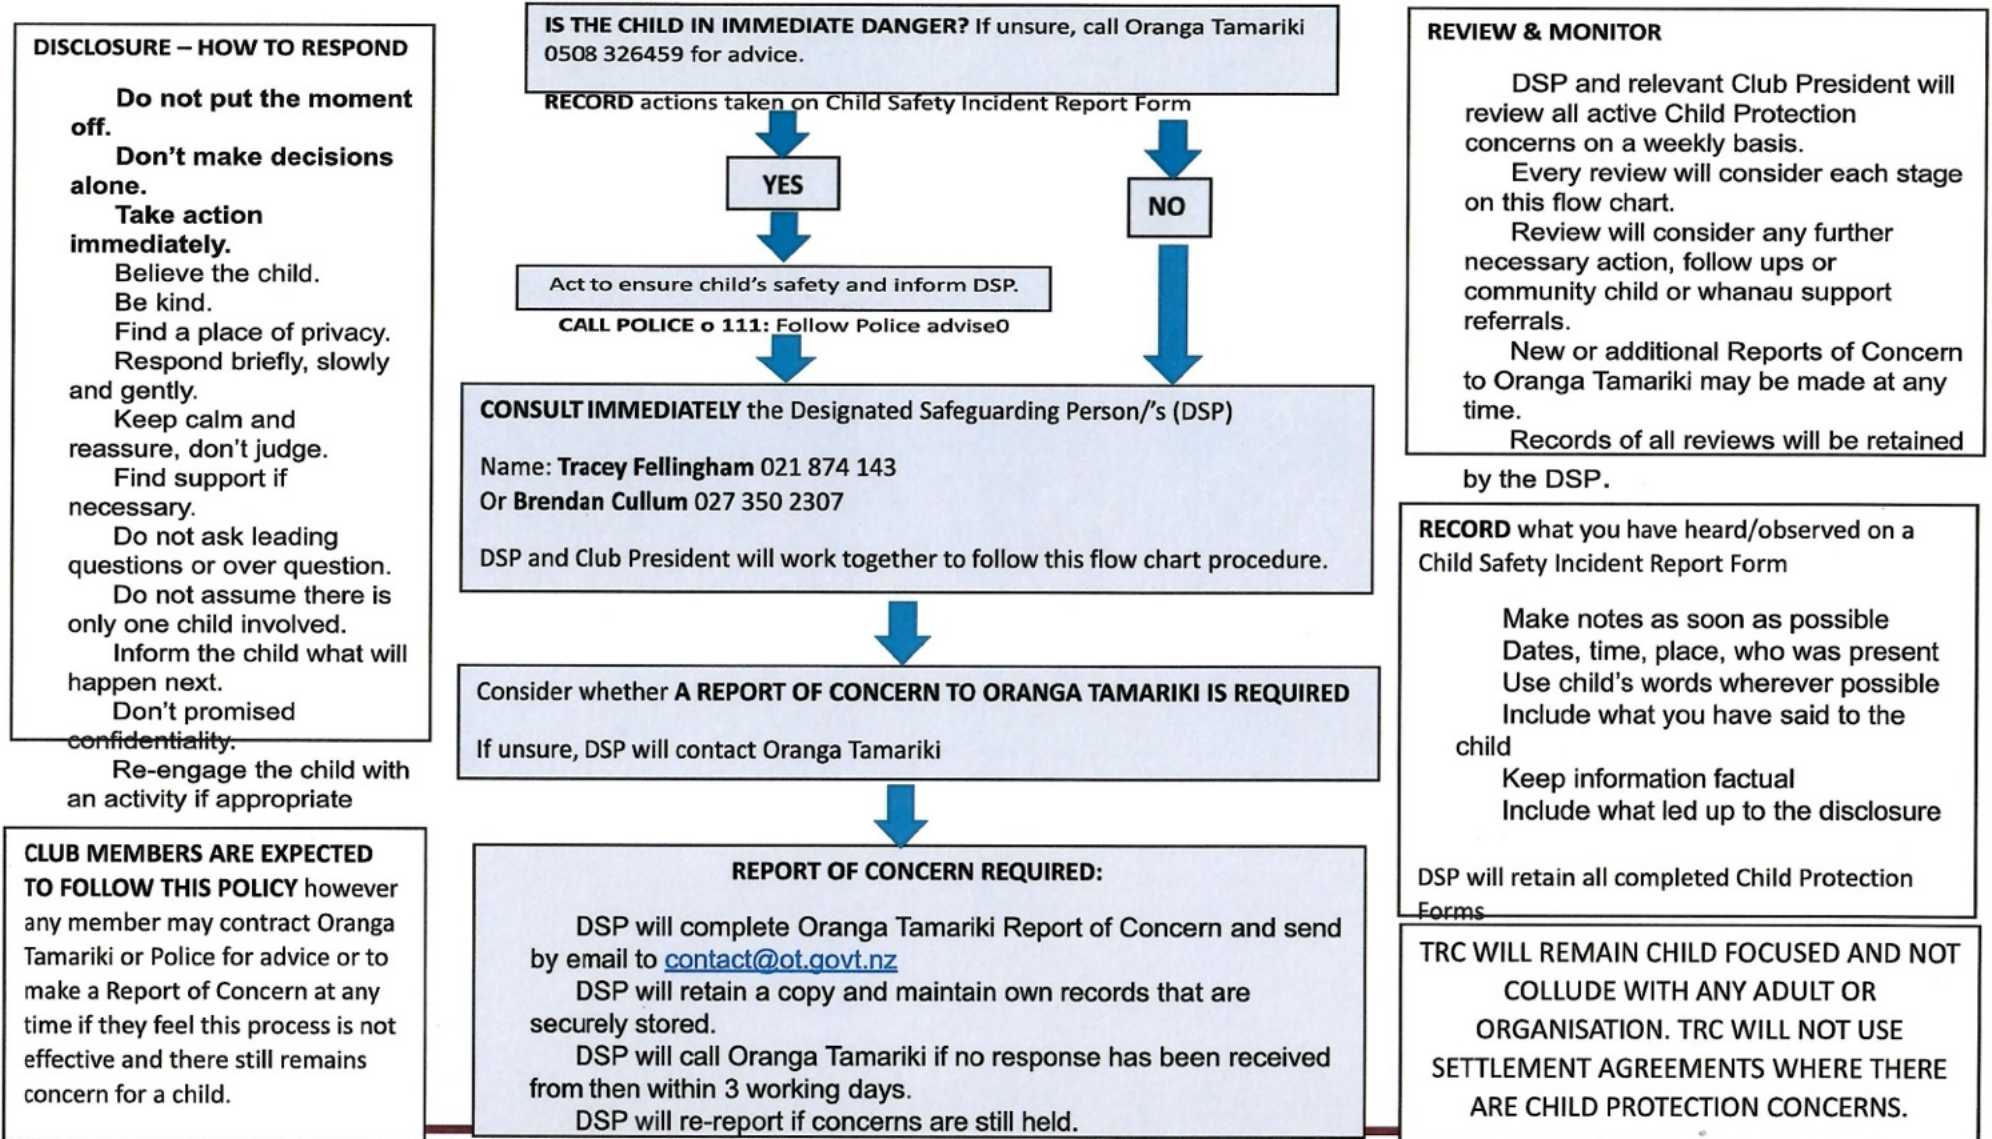 DISCLOSURE – HOW TO RESPOND
Do not put the moment
off.
Don't make decisions
alone.
Take action
immediately.
Believe the child.
Be kind.
Find a place of privacy.
Respond briefly, slowly
and gently.
Keep calm and
reassure, don't judge.
Find support if
necessary.
Do not ask leading
questions or over question.
Do not assume there is
only one child involved.
Inform the child what will
happen next.
Don't promised
confidentiality.
Re-engage the child with
an activity if appropriate
CLUB MEMBERS ARE EXPECTED
TO FOLLOW THIS POLICY however
any member may contract Oranga
Tamariki or Police for advice or to
make a Report of Concern at any
time if they feel this process is not
effective and there still remains
concern for a child.
IS THE CHILD IN IMMEDIATE DANGER? If unsure, call Oranga Tamariki
0508 326459 for advice.
RECORD actions taken on Child Safety Incident Report Form
YES
NO
Act to ensure child's safety and inform DSP.
CALL POLICE o 111: Follow Police advise0
CONSULT IMMEDIATELY the Designated Safeguarding Person/'s (DSP)
Name: Tracey Fellingham 021 874 143
Or Brendan Cullum 027 350 2307
DSP and Club President will work together to follow this flow chart procedure.
Consider whether A REPORT OF CONCERN TO ORANGA TAMARIKI IS REQUIRED
If unsure, DSP will contact Oranga Tamariki
REPORT OF CONCERN REQUIRED:
DSP will complete Oranga Tamariki Report of Concern and send
by email to contact@ot.govt.nz
DSP will retain a copy and maintain own records that are
securely stored.
DSP will call Oranga Tamariki if no response has been received
from then within 3 working days.
DSP will re-report if concerns are still held.
REVIEW & MONITOR
DSP and relevant Club President will
review all active Child Protection
concerns on a weekly basis.
Every review will consider each stage
on this flow chart.
Review will consider any further
necessary action, follow ups or
community child or whanau support
referrals.
New or additional Reports of Concern
to Oranga Tamariki may be made at any
time.
Records of all reviews will be retained
by the DSP.
RECORD what you have heard/observed on a
Child Safety Incident Report Form
Make notes as soon as possible
Dates, time, place, who was present
Use child's words wherever possible
Include what you have said to the
child
Keep information factual
Include what led up to the disclosure
DSP will retain all completed Child Protection
Forms
TRC WILL REMAIN CHILD FOCUSED AND NOT
COLLUDE WITH ANY ADULT OR
ORGANISATION. TRC WILL NOT USE
SETTLEMENT AGREEMENTS WHERE THERE
ARE CHILD PROTECTION CONCERNS.